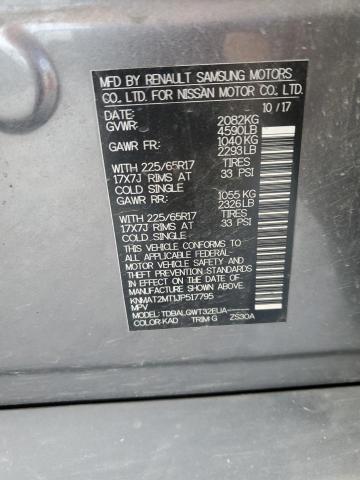 MFD BY RENAULT SAMSUNG MOTORS
CO., LTD. FOR NISSAN MOTOR CO., LTD.
DATE: 10/17
GVWR: 2082KG
4590LB
GAWR FR: 1040KG
2293LB
WITH 225/65R17 TIRES
17X7J RIMS AT 33 PSI
COLD SINGLE
GAWR RR: 1055KG
2326LB
WITH 225/65R17 TIRES
17X7J RIMS AT 33 PSI
COLD SINGLE
THIS VEHICLE CONFORMS TO
ALL APPLICABLE FEDERAL-
MOTOR VEHICLE SAFETY AND
THEFT PREVENTION STANDARDS
IN EFFECT ON THE DATE OF
MANUFACTURE SHOWN ABOVE.
KNMAT2MT1JP517795
MPV
MODEL: TDBALQWT32EUA
COLOR:KAD TRIM:G ZS30A